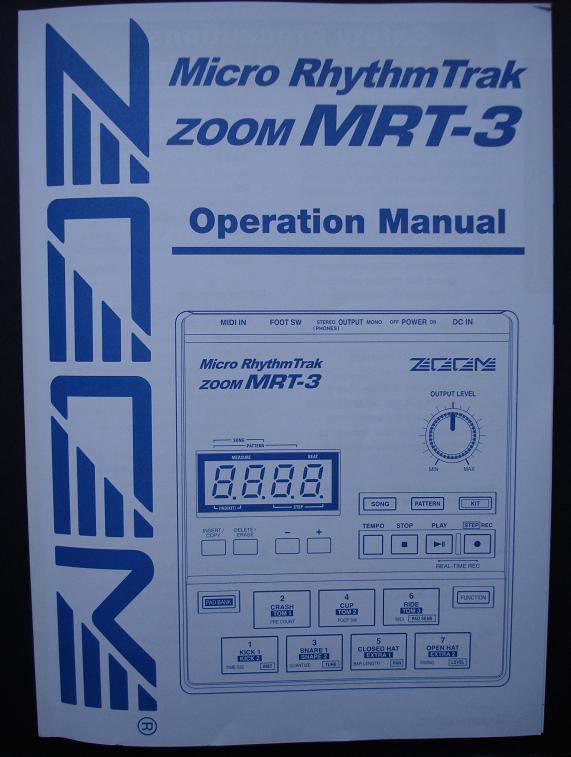 ZOOM
®
Micro RhythmTrak
ZOOM MRT-3
Operation Manual
MIDI IN FOOT SW STEREO OUTPUT MONO OFF POWER ON DC IN
(PHONES)
Micro RhythmTrak
ZOOM MRT-3
ZOOM
OUTPUT LEVEL
MIN MAX
SONG
PATTERN
MEASURE BEAT
8.8.8.8.
PAD(KIT) STEP
SONG PATTERN KIT
INSERT/ COPY DELETE/ ERASE − +
TEMPO STOP PLAY STEP REC
REAL-TIME REC
PAD BANK
2 4 6
CRASH CUP RIDE
TOM 1 TOM 2 TOM 3
PRE COUNT FOOT SW MIDI PAD SENS
FUNCTION
1 3 5 7
KICK 1 SNARE 1 CLOSED HAT OPEN HAT
KICK 2 SNARE 2 EXTRA 1 EXTRA 2
TIME SIG INST QUANTIZE TUNE BAR LENGTH PAN SWING LEVEL